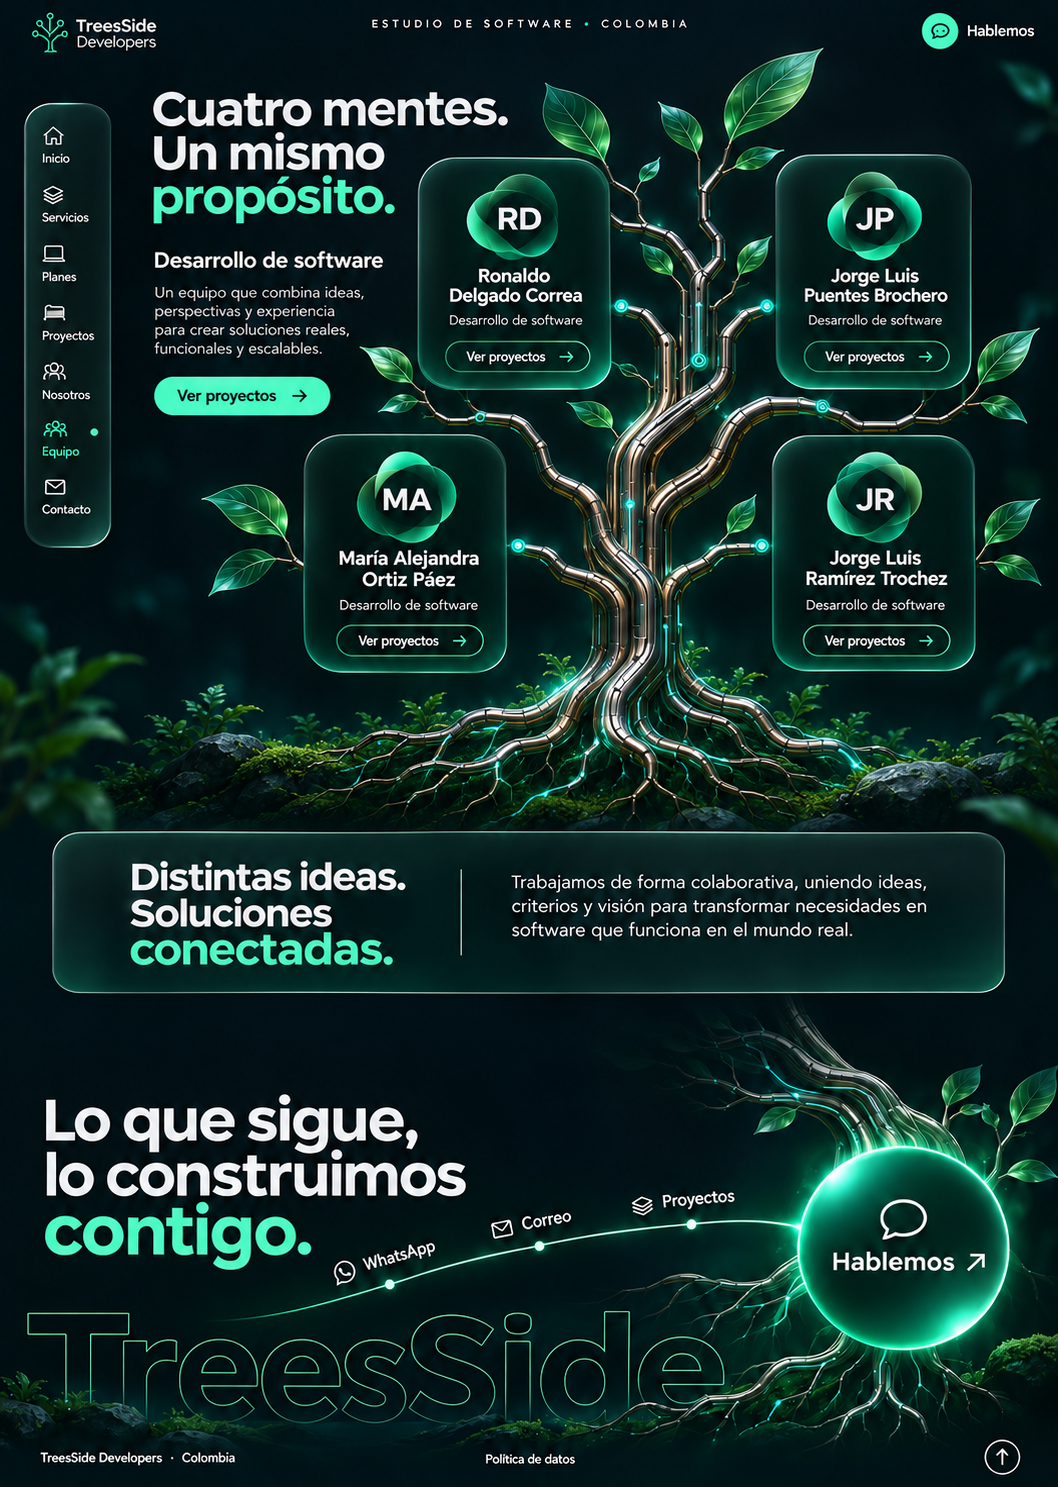 TreesSide
Developers
ESTUDIO DE SOFTWARE • COLOMBIA
Hablemos
Inicio
Servicios
Planes
Proyectos
Nosotros
Equipo
Contacto
Cuatro mentes.
Un mismo
propósito.
Desarrollo de software
Un equipo que combina ideas,
perspectivas y experiencia
para crear soluciones reales,
funcionales y escalables.
Ver proyectos →
RD
Ronaldo
Delgado Correa
Desarrollo de software
Ver proyectos →
JP
Jorge Luis
Puentes Brochero
Desarrollo de software
Ver proyectos →
MA
María Alejandra
Ortiz Páez
Desarrollo de software
Ver proyectos →
JR
Jorge Luis
Ramírez Trochez
Desarrollo de software
Ver proyectos →
Distintas ideas.
Soluciones
conectadas.
Trabajamos de forma colaborativa, uniendo ideas,
criterios y visión para transformar necesidades en
software que funciona en el mundo real.
Lo que sigue,
lo construimos
contigo.
WhatsApp
Correo
Proyectos
Hablemos ↗
TreesSide
TreesSide Developers · Colombia
Política de datos